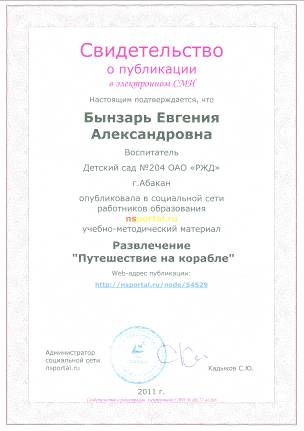 Свидетельство
о публикации
в электронном СМИ
Настоящим подтверждается, что
Бынзарь Евгения
Александровна
Воспитатель
Детский сад №204 ОАО «РЖД»
г.Абакан
опубликовала в социальной сети
работников образования
nsportal.ru
учебно-методический материал
Развлечение
"Путешествие на корабле"
Web-адрес публикации:
http://nsportal.ru/node/54529
Администратор
социальной сети
nsportal.ru
Кадыков С.Ю.
2011 г.